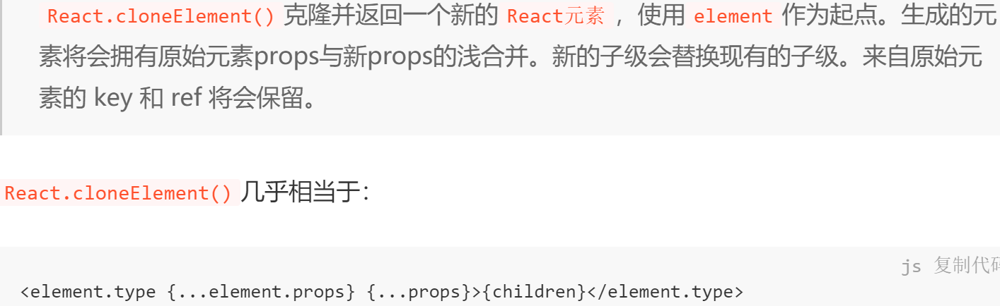 React.cloneElement() 克隆并返回一个新的 React元素 ，使用 element 作为起点。生成的元
素将会拥有原始元素props与新props的浅合并。新的子级会替换现有的子级。来自原始元
素的 key 和 ref 将会保留。
React.cloneElement() 几乎相当于：
js 复制代码
<element.type {...element.props} {...props}>{children}</element.type>